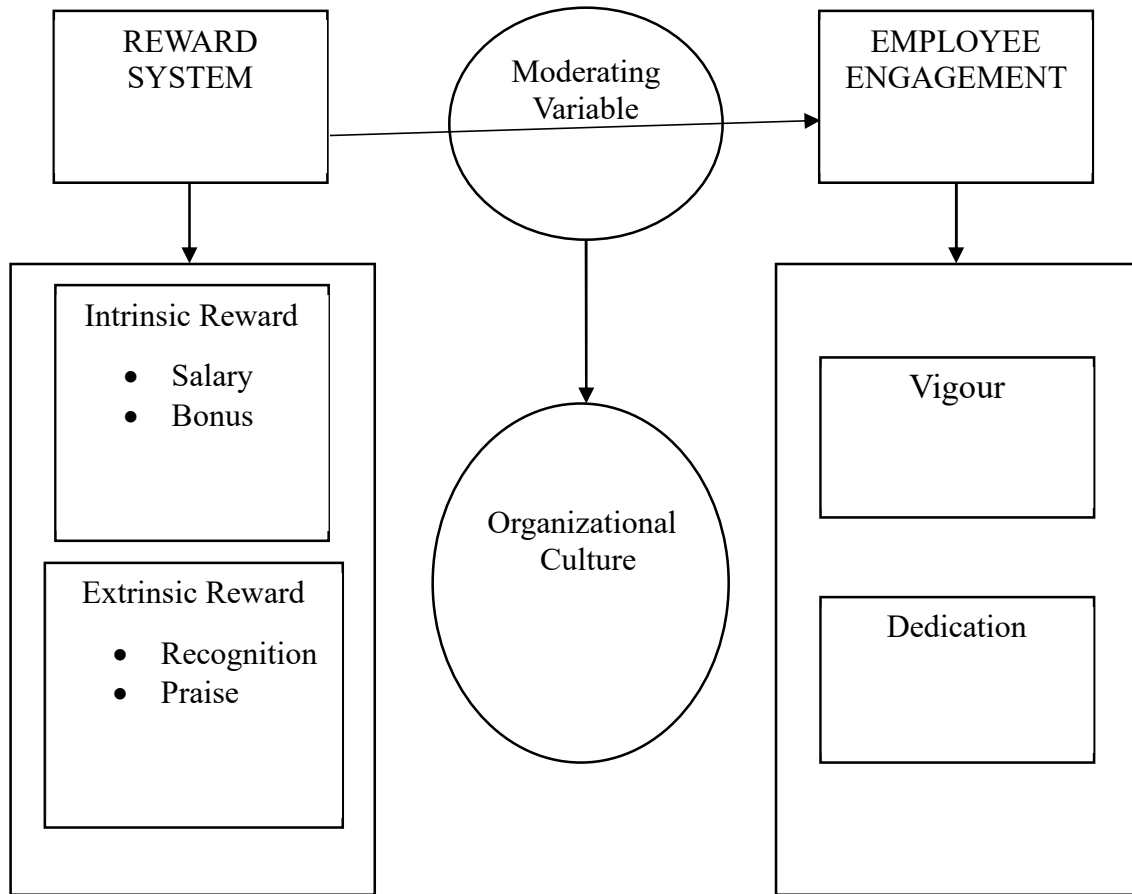 REWARD
SYSTEM
Moderating
Variable
EMPLOYEE
ENGAGEMENT
Intrinsic Reward
• Salary
• Bonus
Extrinsic Reward
• Recognition
• Praise
Organizational
Culture
Vigour
Dedication